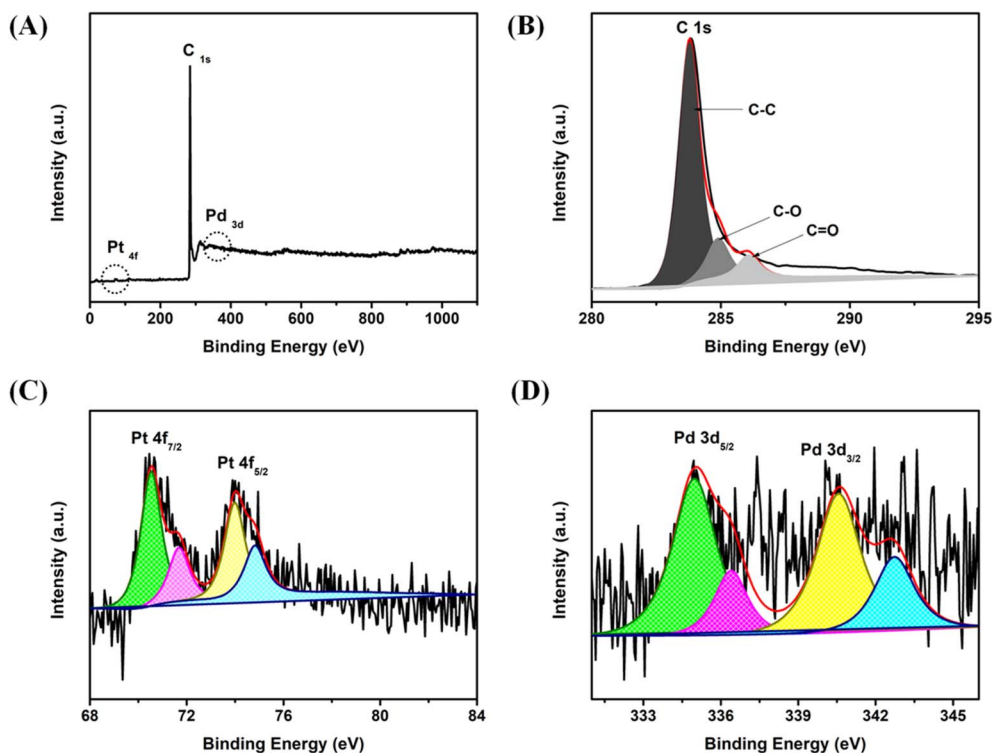 (A)
C 1s
Pd 3d
Pt 4f
Intensity (a.u.)
0 200 400 600 800 1000
Binding Energy (eV)
(B)
C 1s
C-C
C-O
C=O
Intensity (a.u.)
280 285 290 295
Binding Energy (eV)
(C)
Pt 4f7/2
Pt 4f5/2
Intensity (a.u.)
68 72 76 80 84
Binding Energy (eV)
(D)
Pd 3d5/2
Pd 3d3/2
Intensity (a.u.)
333 336 339 342 345
Binding Energy (eV)